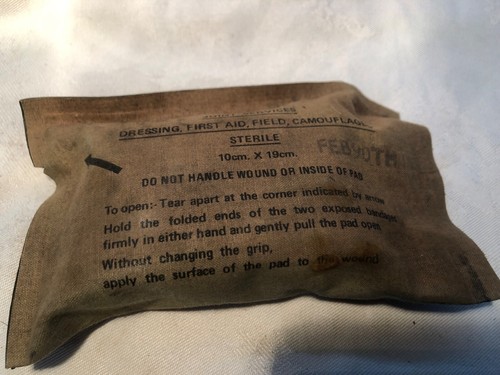 DRESSING, FIRST AID, FIELD, CAMOUFLAGE
STERILE
10cm. X 19cm.
FEB90TM
DO NOT HANDLE WOUND OR INSIDE OF PAD
To open:- Tear apart at the corner indicated by arrow
Hold the folded ends of the two exposed bandages
firmly in either hand and gently pull the pad open
Without changing the grip,
apply the surface of the pad to the wound